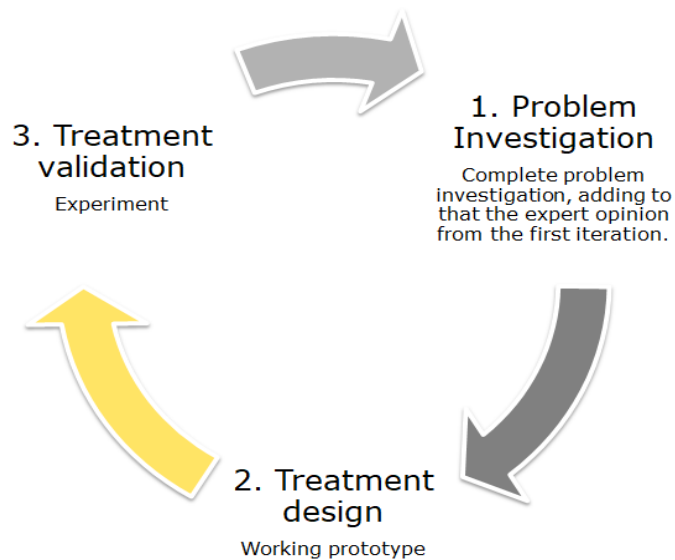 1. Problem
Investigation
Complete problem
investigation, adding to
that the expert opinion
from the first iteration.
2. Treatment
design
Working prototype
3. Treatment
validation
Experiment